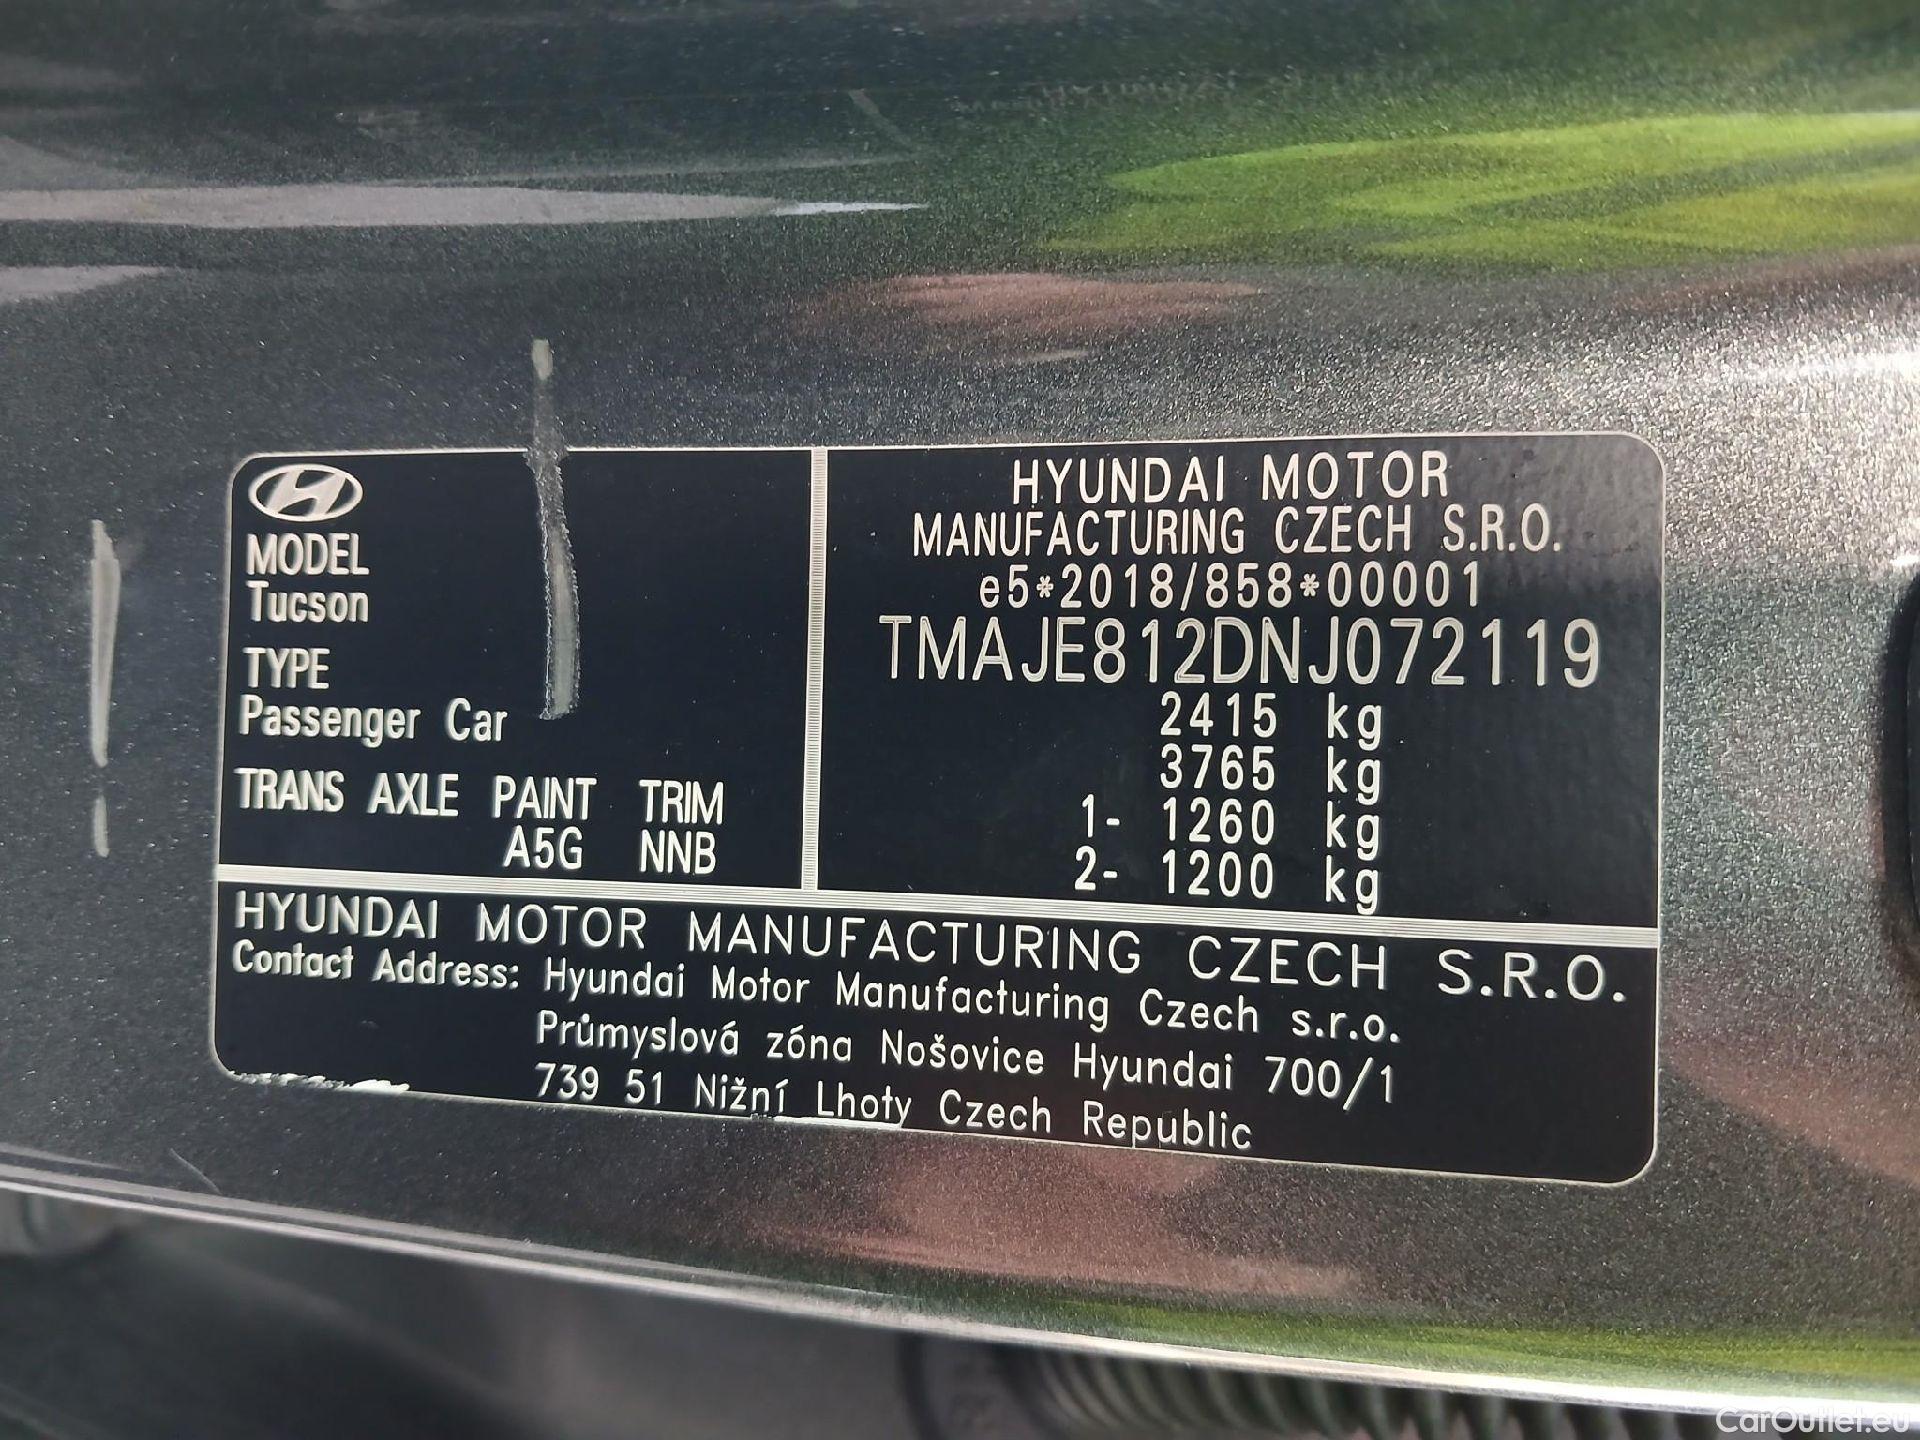 MODEL
Tucson
TYPE
Passenger Car
TRANS AXLE PAINT TRIM
A5G NNB
HYUNDAI MOTOR
MANUFACTURING CZECH S.R.O.
e5*2018/858*00001
TMAJE812DNJ072119
2415 kg
3765 kg
1- 1260 kg
2- 1200 kg
HYUNDAI MOTOR MANUFACTURING CZECH S.R.O.
Contact Address: Hyundai Motor Manufacturing Czech s.r.o.
Průmyslová zóna Nošovice Hyundai 700/1
739 51 Nižní Lhoty Czech Republic
CarOutlet.eu